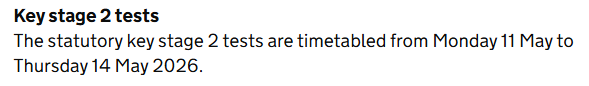 Key stage 2 tests
The statutory key stage 2 tests are timetabled from Monday 11 May to
Thursday 14 May 2026.